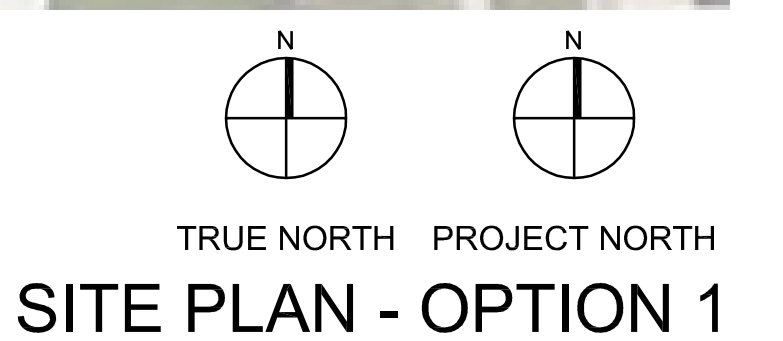 N N
TRUE NORTH PROJECT NORTH
SITE PLAN - OPTION 1